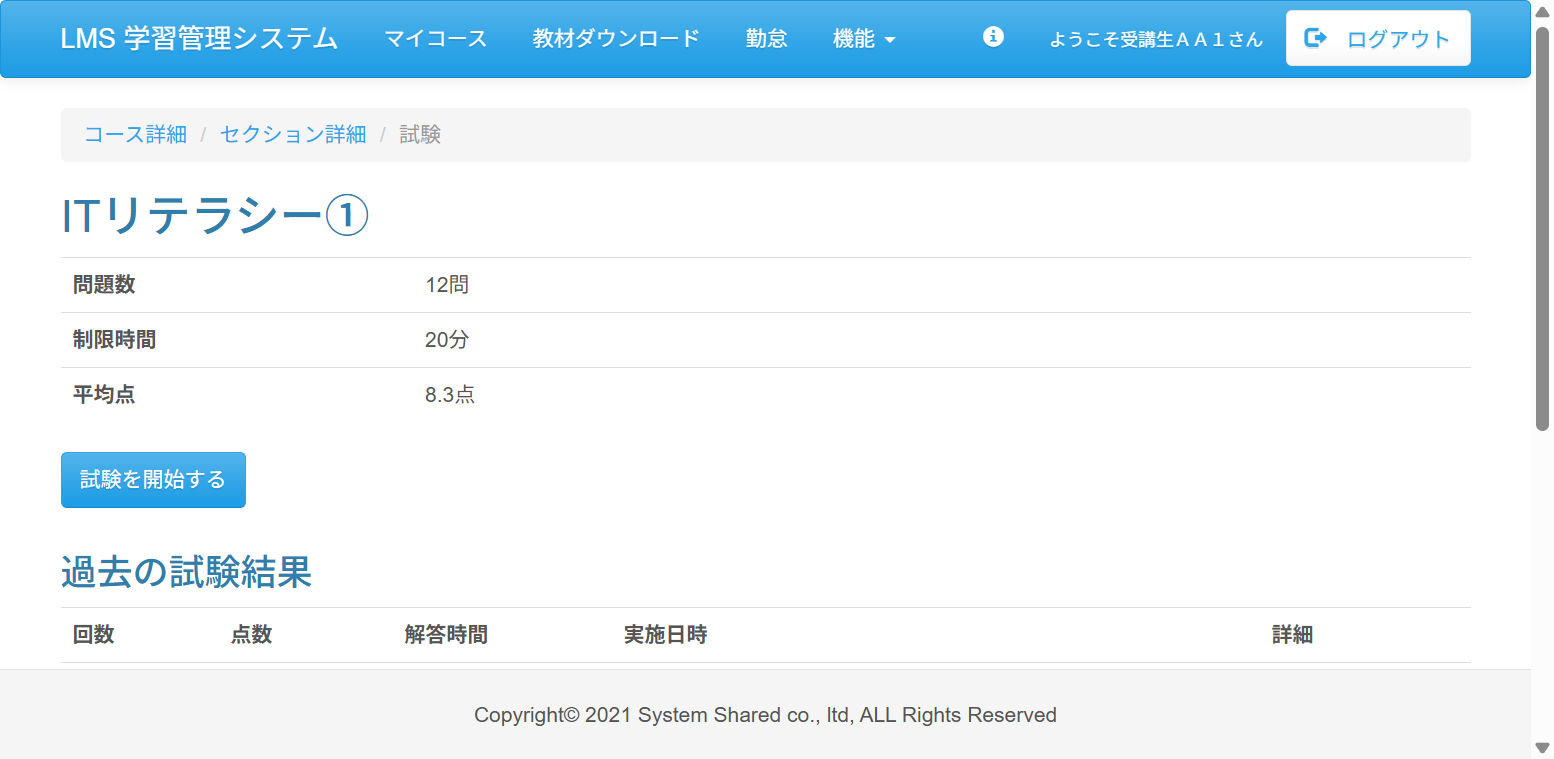 LMS 学習管理システム マイコース 教材ダウンロード 勤怠 機能 ようこそ受講生ＡＡ１さん ログアウト
コース詳細 / セクション詳細 / 試験
ITリテラシー①
問題数 12問
制限時間 20分
平均点 8.3点
試験を開始する
過去の試験結果
回数 点数 解答時間 実施日時 詳細
Copyright© 2021 System Shared co., ltd, ALL Rights Reserved